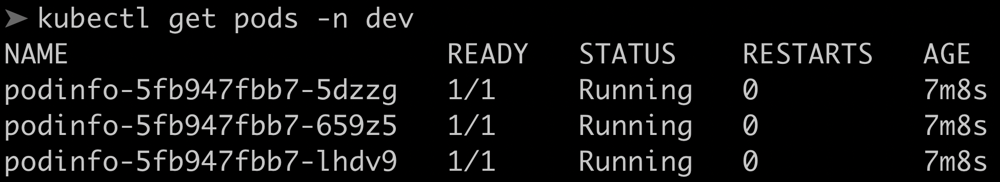 ➤ kubectl get pods -n dev
NAME                       READY   STATUS    RESTARTS   AGE
podinfo-5fb947fbb7-5dzzg   1/1     Running   0          7m8s
podinfo-5fb947fbb7-659z5   1/1     Running   0          7m8s
podinfo-5fb947fbb7-lhdv9   1/1     Running   0          7m8s